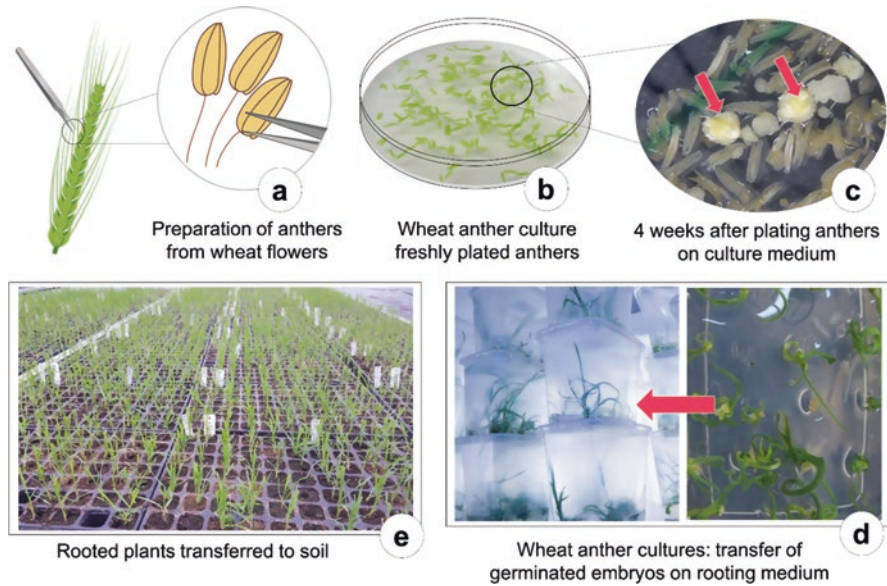 a
Preparation of anthers
from wheat flowers
b
Wheat anther culture
freshly plated anthers
c
4 weeks after plating anthers
on culture medium
e
Rooted plants transferred to soil
d
Wheat anther cultures: transfer of
germinated embryos on rooting medium